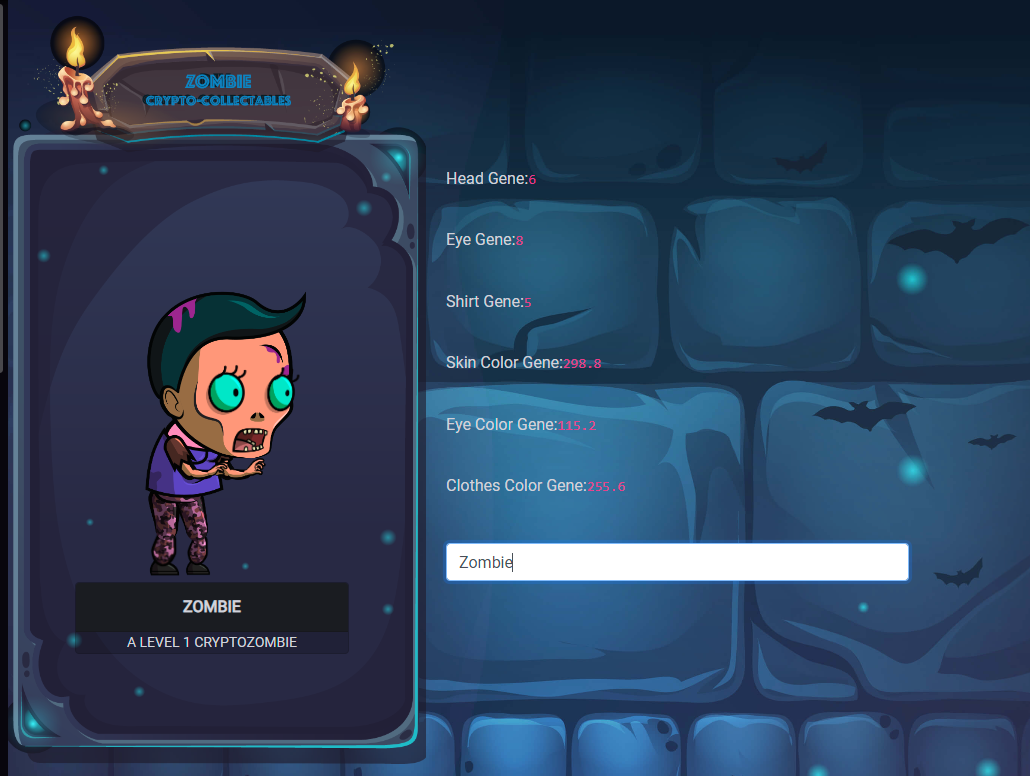 ZOMBIE
CRYPTO-COLLECTABLES
Head Gene:6
Eye Gene:8
Shirt Gene:5
Skin Color Gene:298.8
Eye Color Gene:115.2
Clothes Color Gene:255.6
Zombie
ZOMBIE
A LEVEL 1 CRYPTOZOMBIE